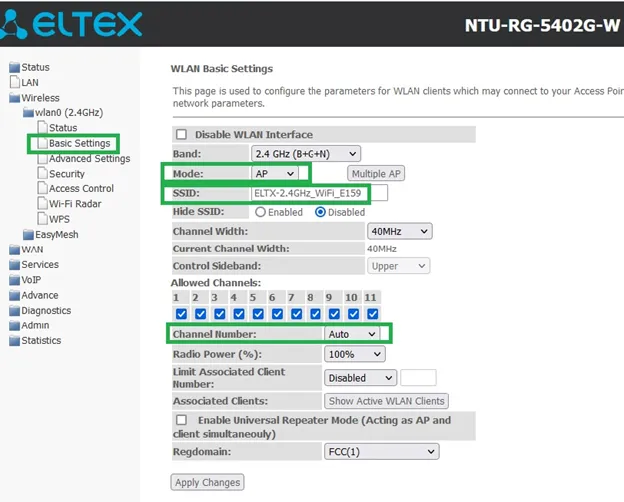 ELTEX
NTU-RG-5402G-W
Status
LAN
Wireless
wlan0 (2.4GHz)
Status
Basic Settings
Advanced Settings
Security
Access Control
Wi-Fi Radar
WPS
EasyMesh
WAN
Services
VoIP
Advance
Diagnostics
Admin
Statistics
WLAN Basic Settings
This page is used to configure the parameters for WLAN clients which may connect to your Access Poin
network parameters.
Disable WLAN Interface
Band: 2.4 GHz (B+G+N)
Mode: AP Multiple AP
SSID: ELTX-2.4GHz_WiFi_E159
Hide SSID: Enabled Disabled
Channel Width: 40MHz
Current Channel Width: 40MHz
Control Sideband: Upper
Allowed Channels:
1 2 3 4 5 6 7 8 9 10 11
Channel Number: Auto
Radio Power (%): 100%
Limit Associated Client
Number: Disabled
Associated Clients: Show Active WLAN Clients
Enable Universal Repeater Mode (Acting as AP and
client simultaneouly)
Regdomain: FCC(1)
Apply Changes